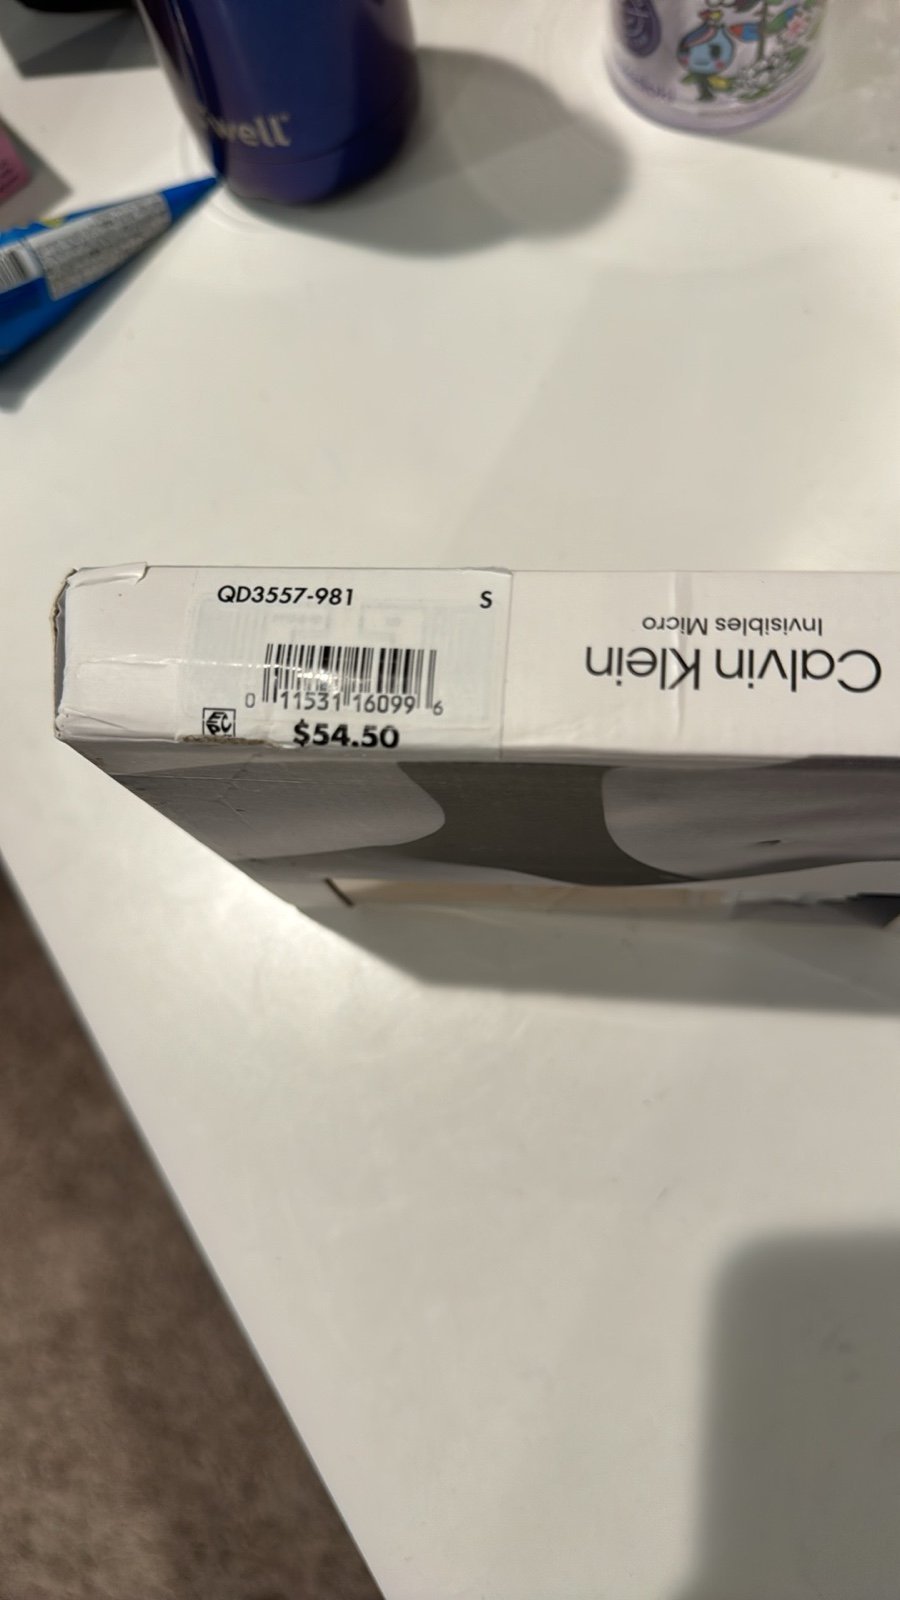 QD3557-981
S
0 11531 16099 6
$54.50
Calvin Klein
Invisibles Micro